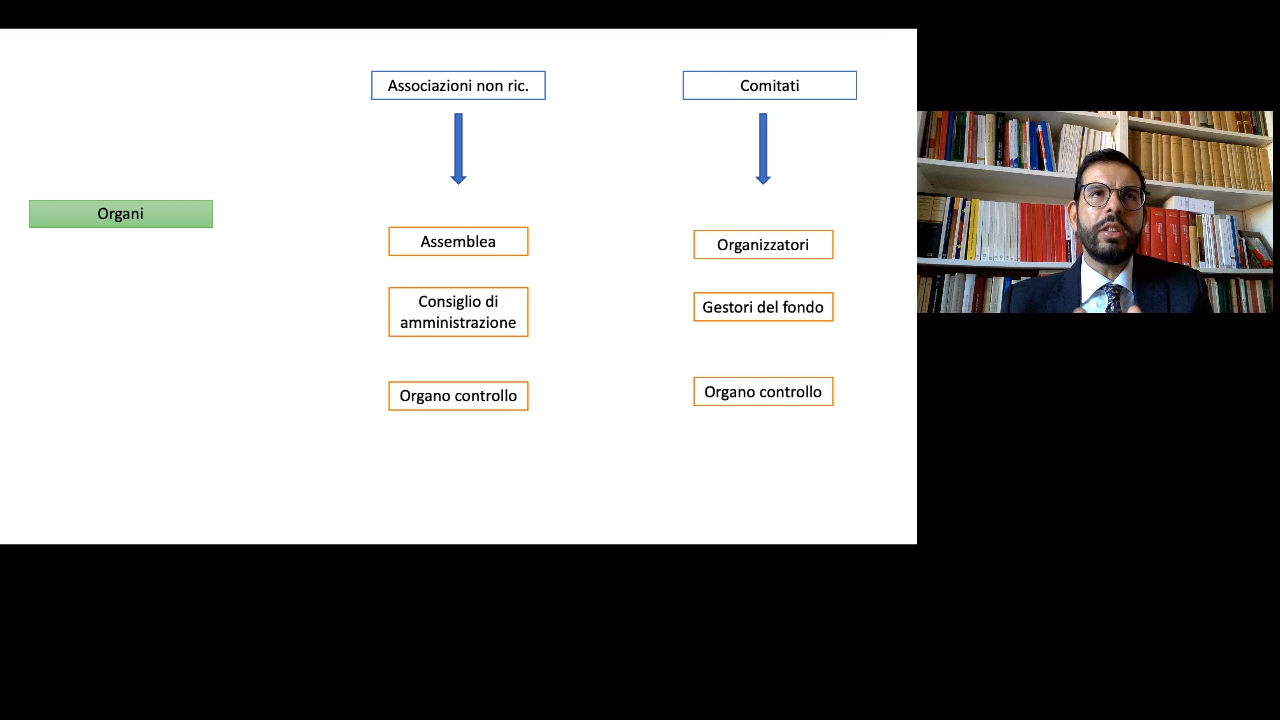 Associazioni non ric.
Comitati
Organi
Assemblea
Organizzatori
Consiglio di
amministrazione
Gestori del fondo
Organo controllo
Organo controllo